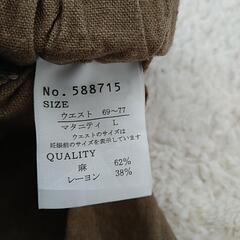 No.588715
SIZE
ウエスト 69~77
マタニティ L
ウエストのサイズは
妊娠前のサイズを表示しています
QUALITY
麻 62%
レーヨン 38%